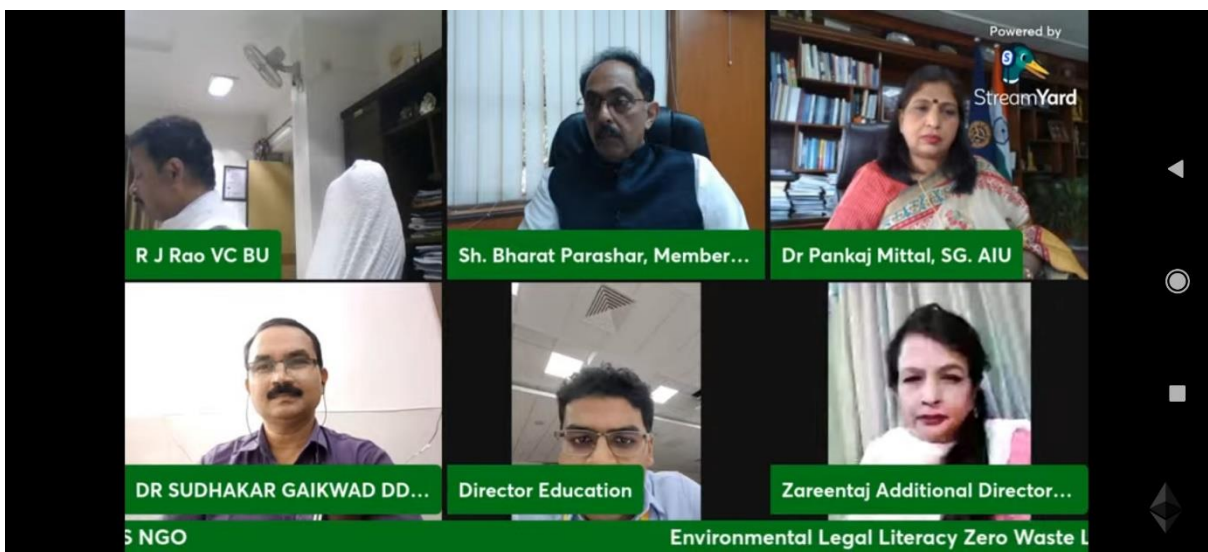 Powered by
StreamYard
R J Rao VC BU
Sh. Bharat Parashar, Member...
Dr Pankaj Mittal, SG. AIU
DR SUDHAKAR GAIKWAD DD...
Director Education
Zareentaj Additional Director...
S NGO
Environmental Legal Literacy Zero Waste L